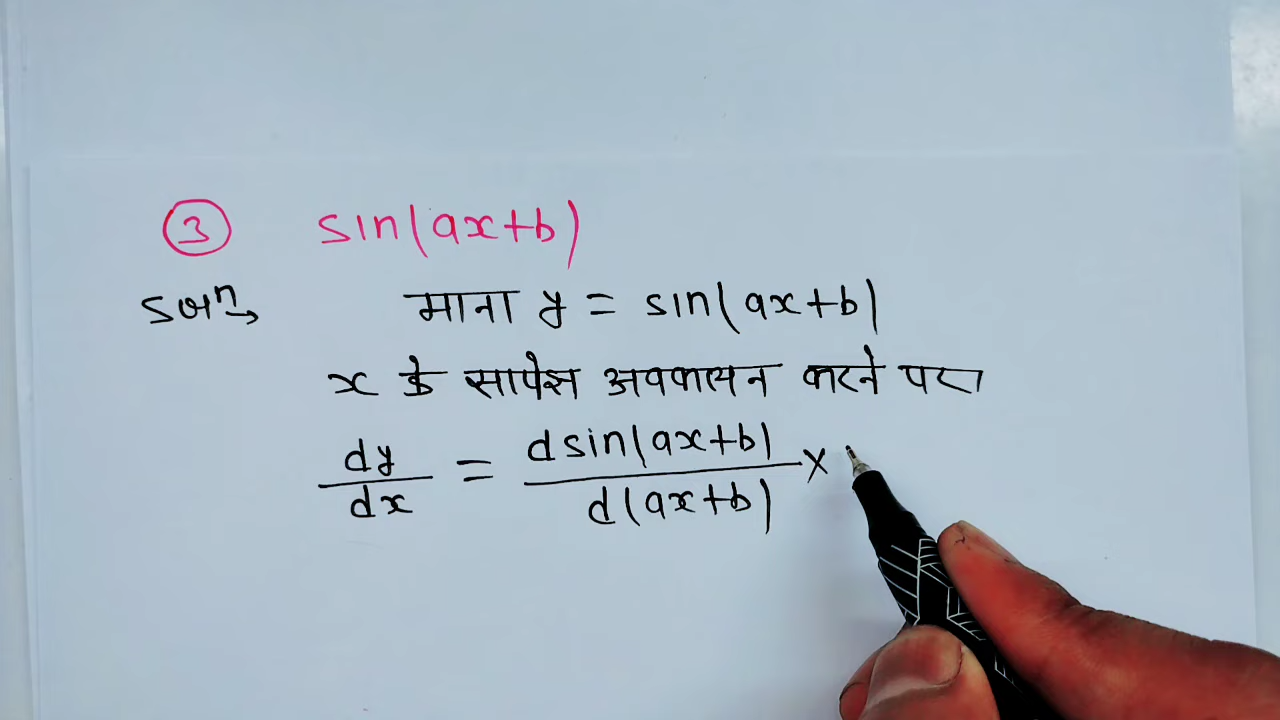 ③ sin(ax+b)
Solⁿ→ माना y = sin(ax+b)
x के सापेक्ष अवकलन करने पर
dy/dx = d sin(ax+b)/d(ax+b) ×